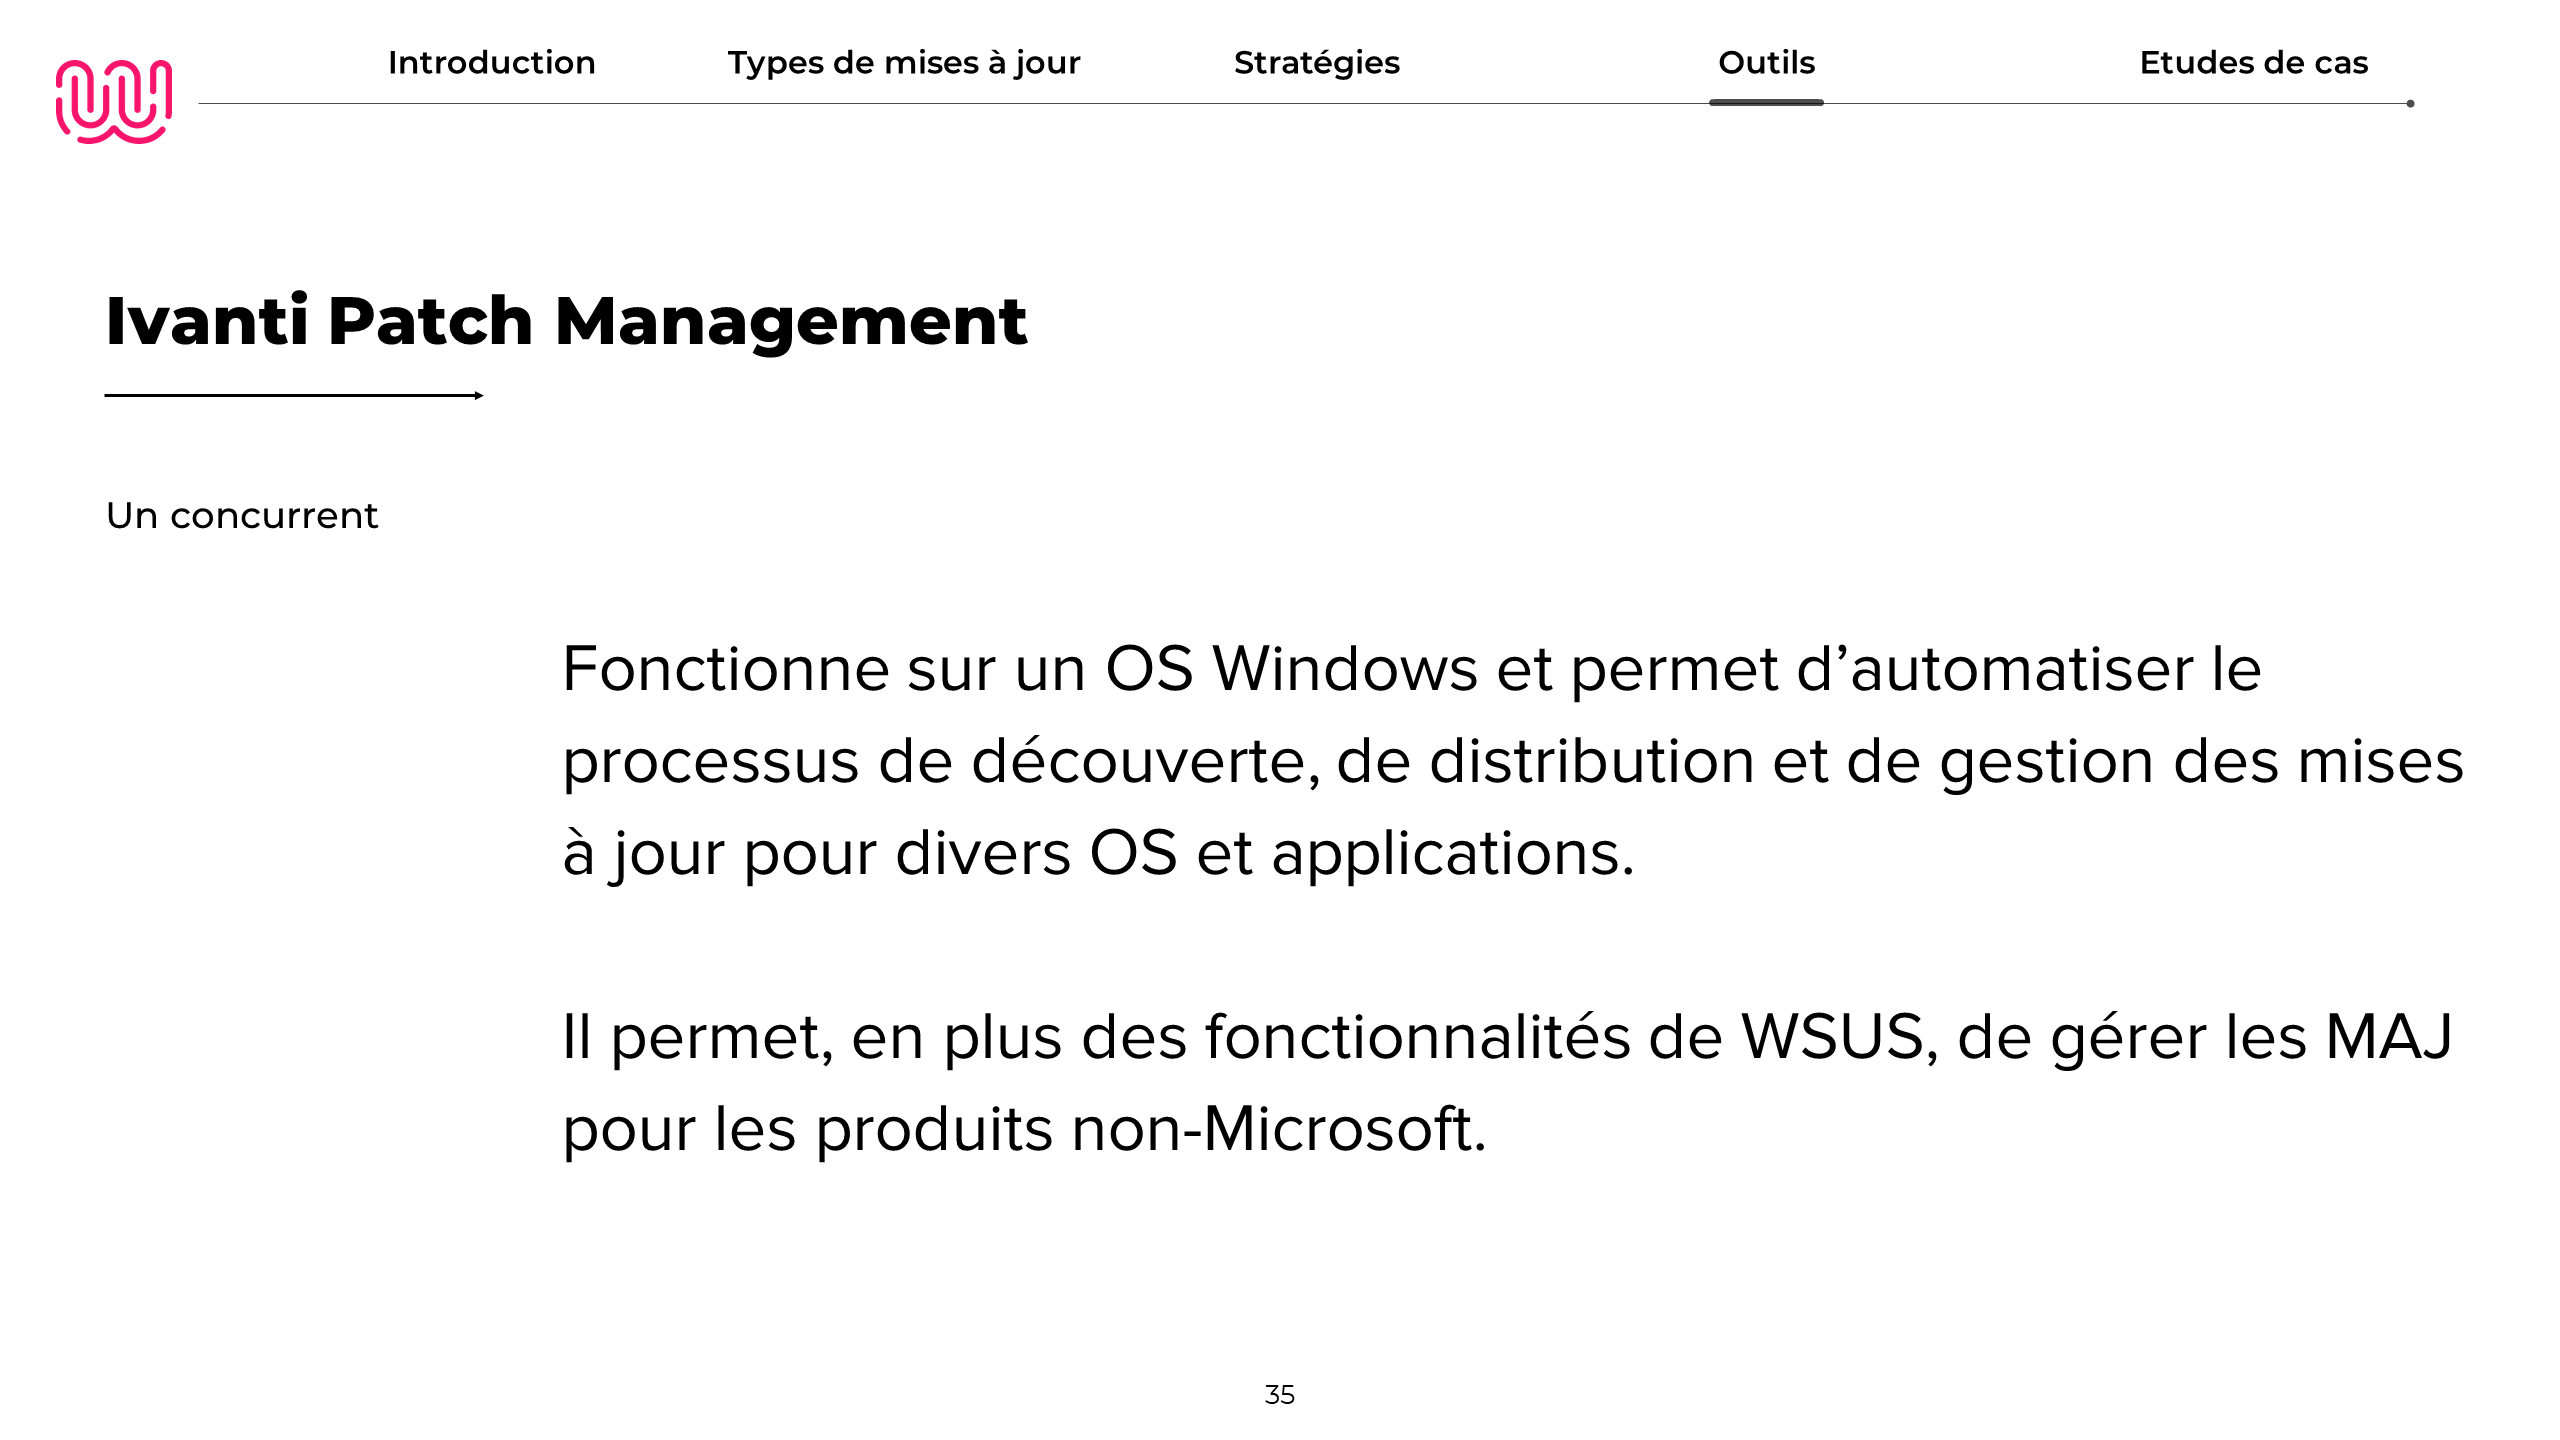 Introduction Types de mises à jour Stratégies Outils Etudes de cas
Ivanti Patch Management
Un concurrent
Fonctionne sur un OS Windows et permet d’automatiser le
processus de découverte, de distribution et de gestion des mises
à jour pour divers OS et applications.
Il permet, en plus des fonctionnalités de WSUS, de gérer les MAJ
pour les produits non-Microsoft.
35